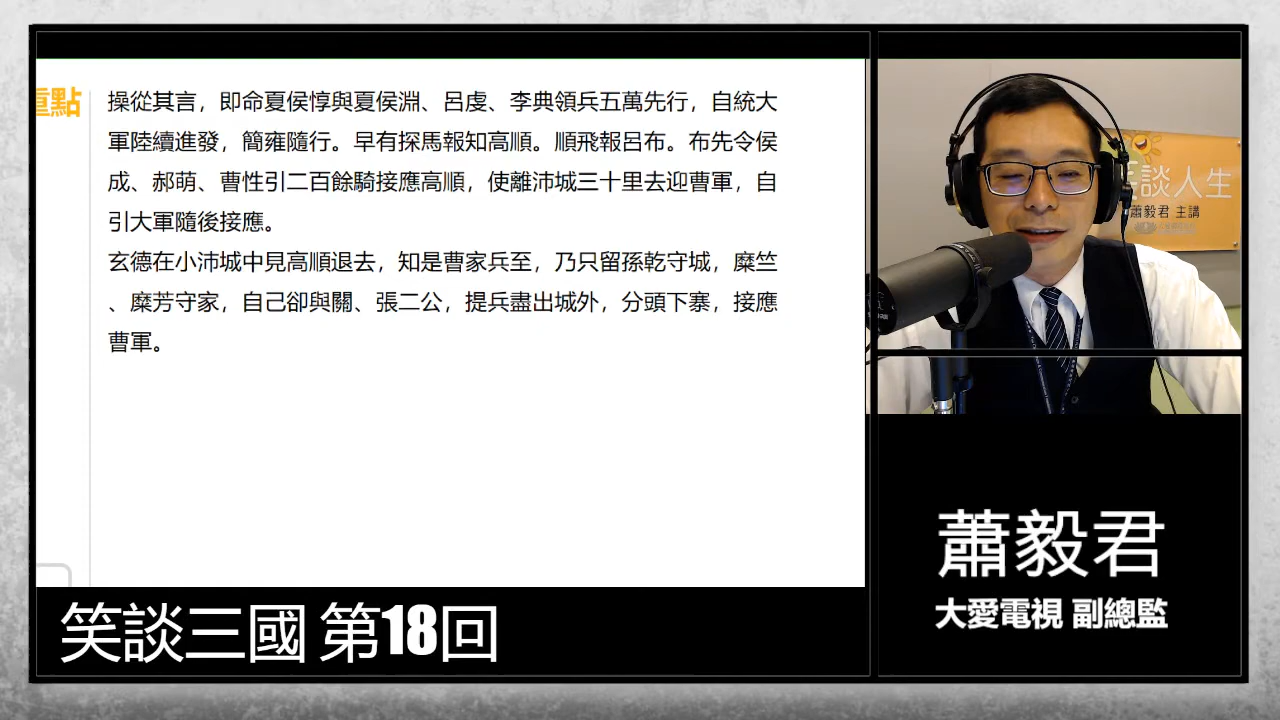 重點
操從其言，即命夏侯惇與夏侯淵、呂虔、李典領兵五萬先行，自統大
軍陸續進發，簡雍隨行。早有探馬報知高順。順飛報呂布。布先令侯
成、郝萌、曹性引二百餘騎接應高順，使離沛城三十里去迎曹軍，自
引大軍隨後接應。
玄德在小沛城中見高順退去，知是曹家兵至，乃只留孫乾守城，糜竺
、糜芳守家，自己卻與關、張二公，提兵盡出城外，分頭下寨，接應
曹軍。
談人生
蕭毅君 主講
蕭毅君
大愛電視 副總監
笑談三國 第18回